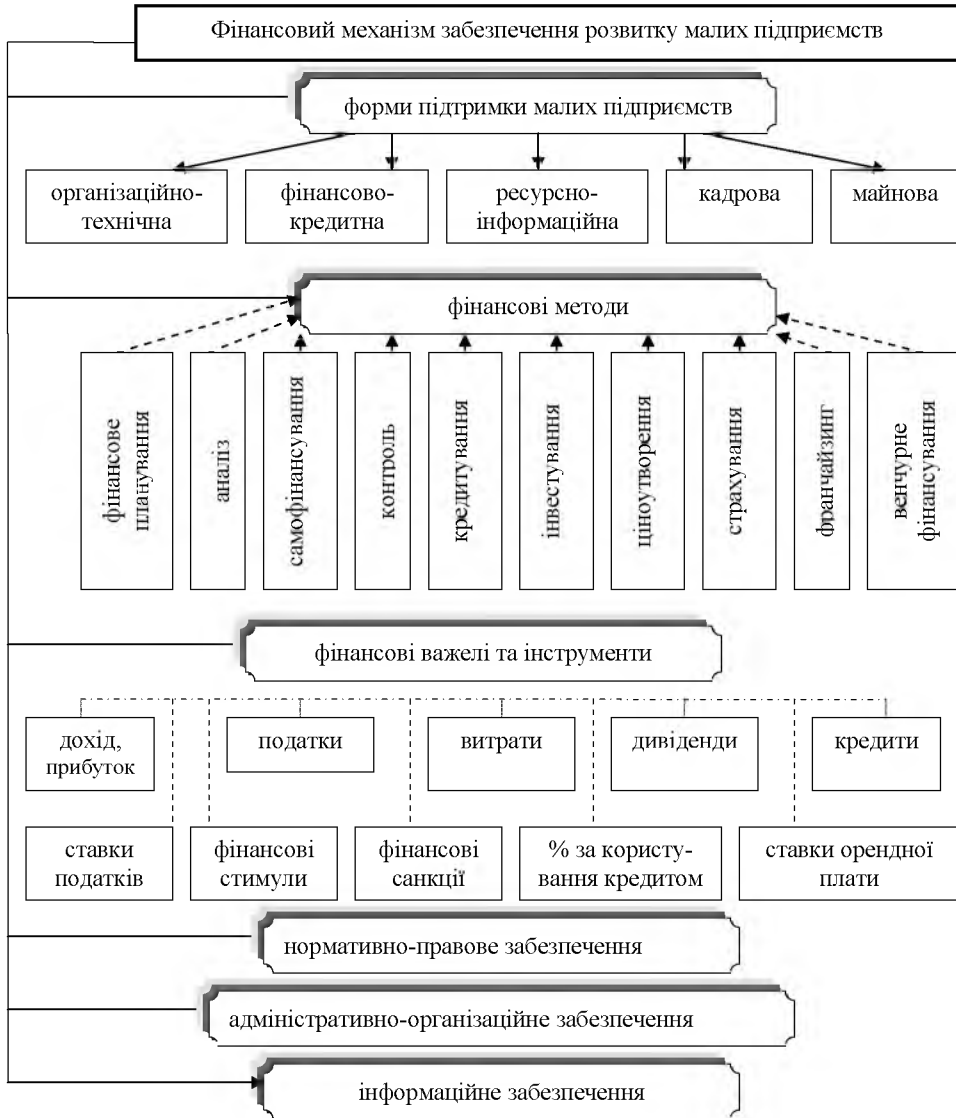 Фінансовий механізм забезпечення розвитку малих підприємств
форми підтримки малих підприємств
організаційно-
технічна
фінансово-
кредитна
ресурсно-
інформаційна
кадрова
майнова
фінансові методи
фінансове
планування
аналіз
самофінансування
контроль
кредитування
інвестування
ціноутворення
страхування
франчайзинг
венчурне
фінансування
фінансові важелі та інструменти
дохід,
прибуток
податки
витрати
дивіденди
кредити
ставки
податків
фінансові
стимули
фінансові
санкції
% за користу-
вання кредитом
ставки орендної
плати
нормативно-правове забезпечення
адміністративно-організаційне забезпечення
інформаційне забезпечення